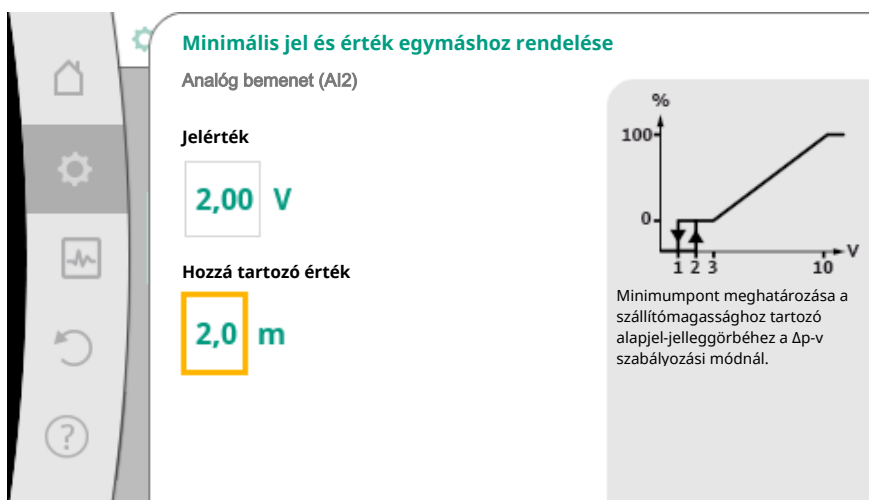 Minimális jel és érték egymáshoz rendelése
Analóg bemenet (AI2)
Jelérték
2,00 V
Hozzá tartozó érték
2,0 m
%
100
0
1 2 3 10 V
Minimumpont meghatározása a
szállítómagassághoz tartozó
alapjel-jelleggörbéhez a Δp-v
szabályozási módnál.
?